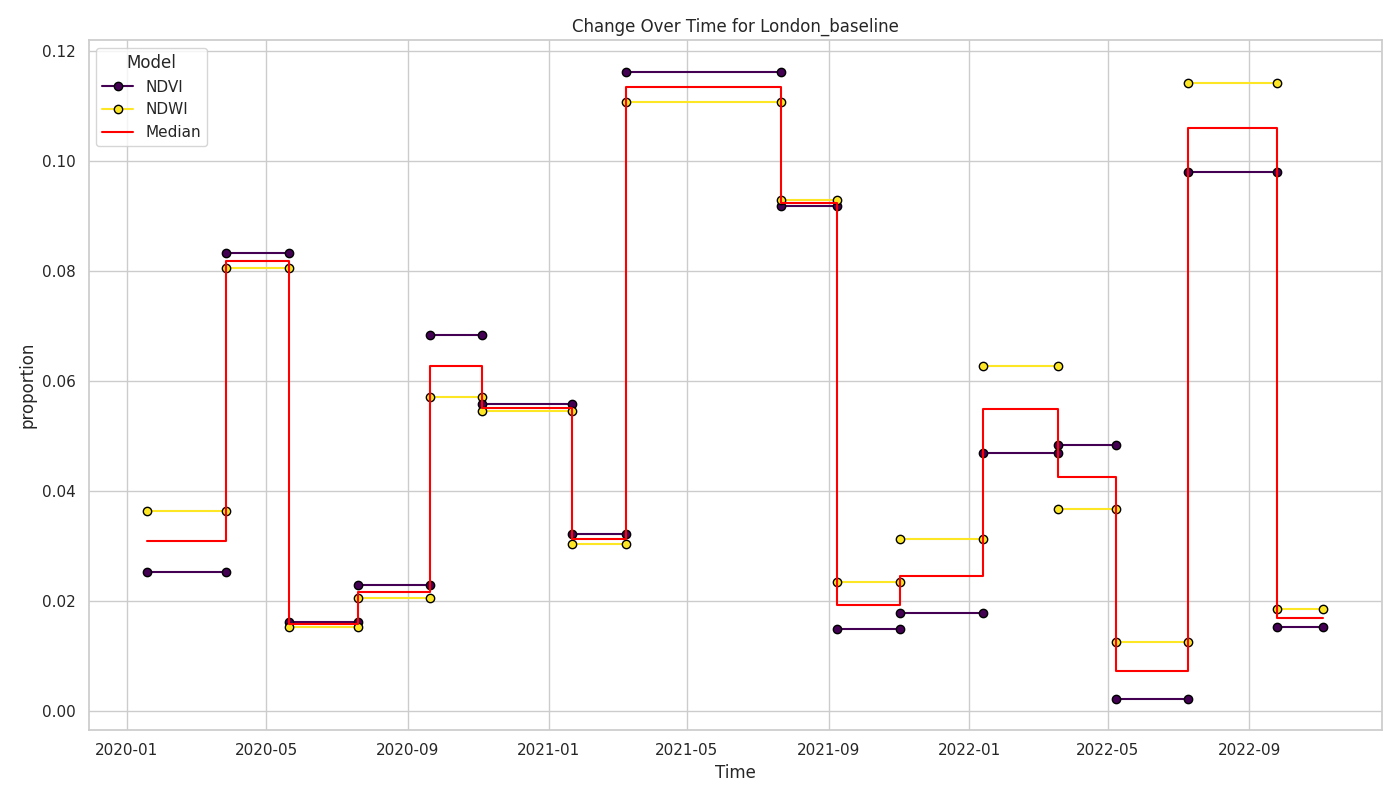 Change Over Time for London_baseline
Model
NDVI
NDWI
Median
0.12
0.10
0.08
0.06
0.04
0.02
0.00
proportion
2020-01
2020-05
2020-09
2021-01
2021-05
2021-09
2022-01
2022-05
2022-09
Time